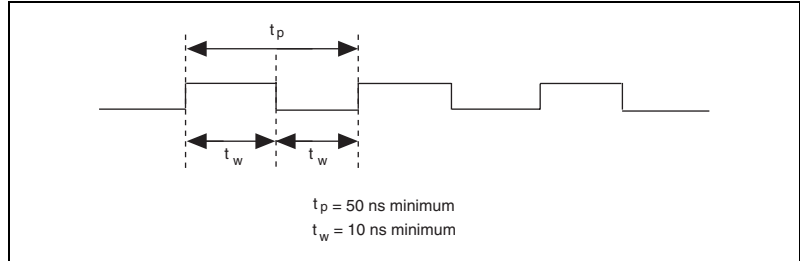 tp
tw tw
tp = 50 ns minimum
tw = 10 ns minimum